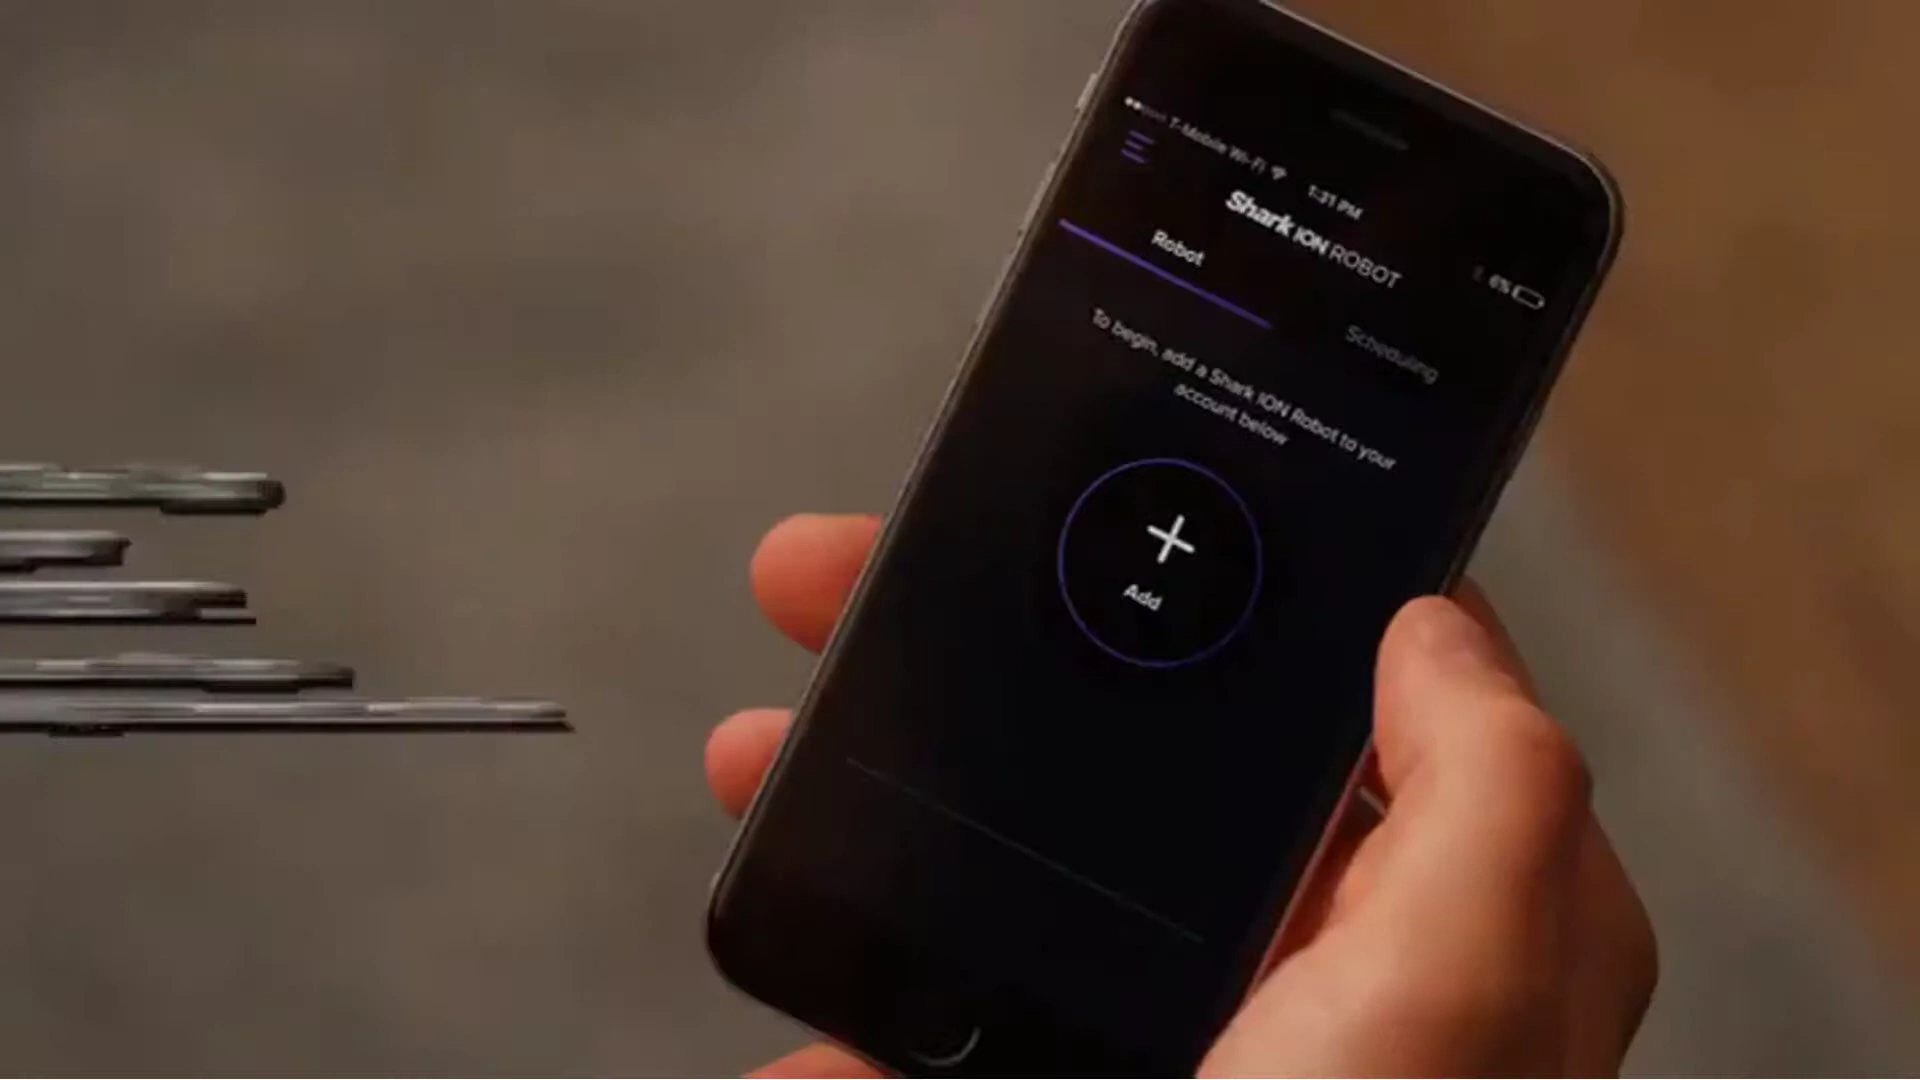 T-Mobile Wi-Fi
1:31 PM
6%
Shark ION ROBOT
Robot
Scheduling
To begin, add a Shark ION Robot to your
account below
Add